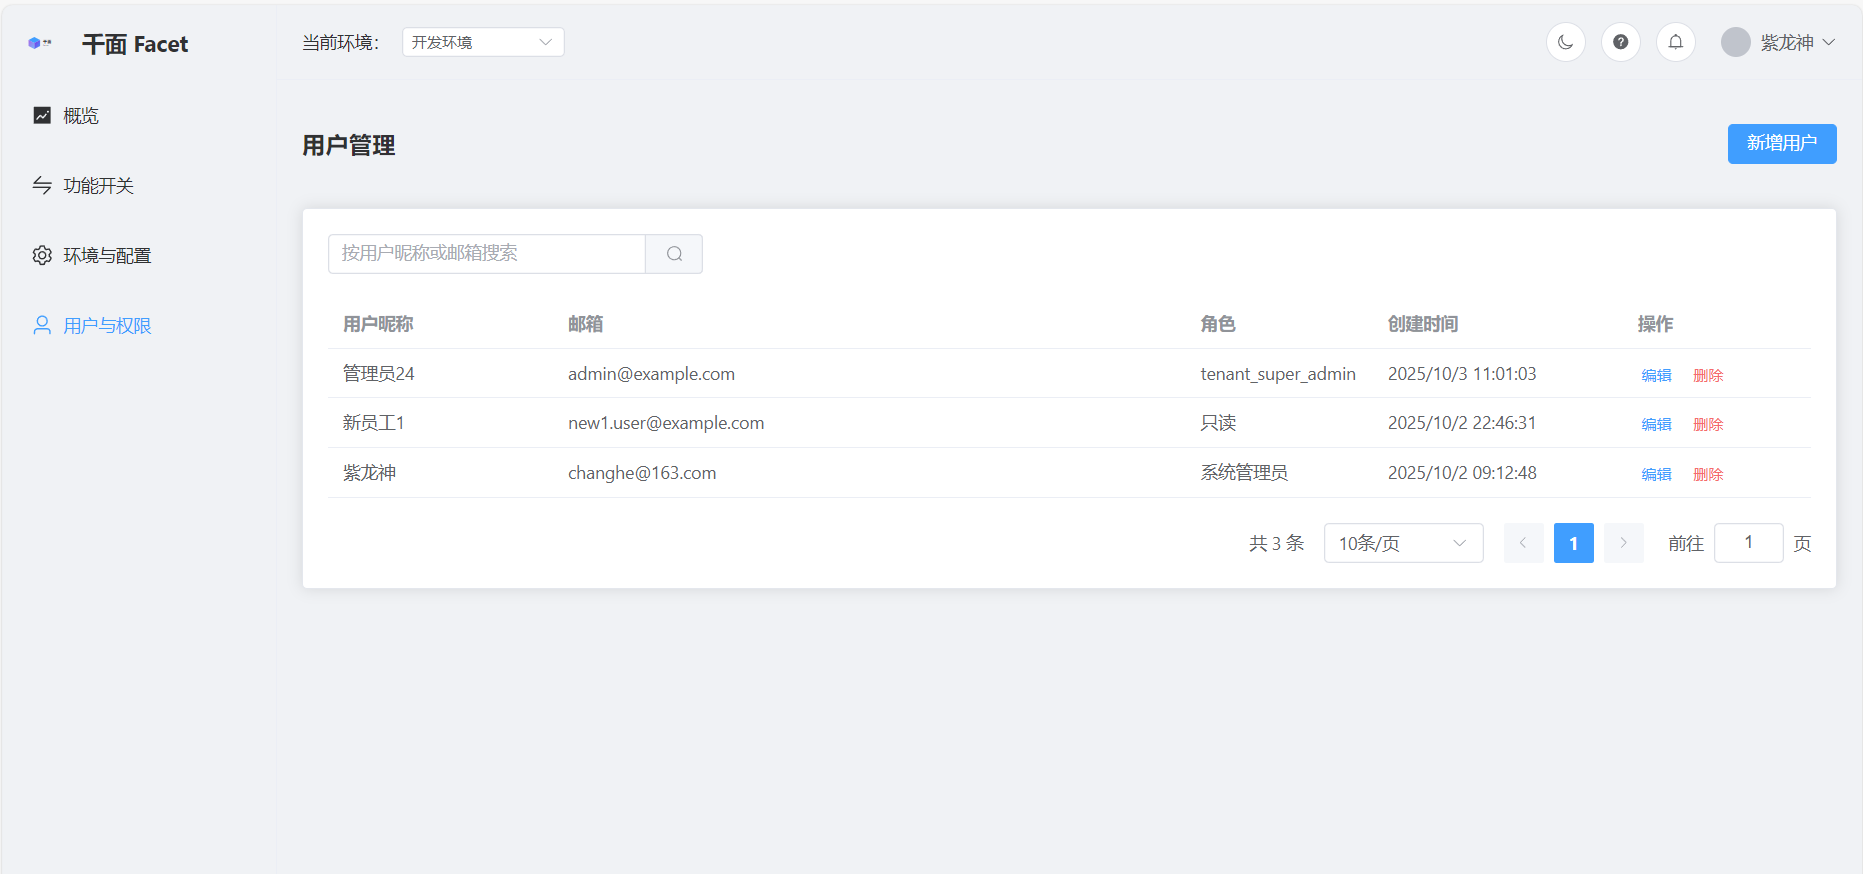 千面 Facet
当前环境： 开发环境
紫龙神
概览
功能开关
环境与配置
用户与权限
用户管理
新增用户
按用户昵称或邮箱搜索
用户昵称 邮箱 角色 创建时间 操作
管理员24 admin@example.com tenant_super_admin 2025/10/3 11:01:03 编辑 删除
新员工1 new1.user@example.com 只读 2025/10/2 22:46:31 编辑 删除
紫龙神 changhe@163.com 系统管理员 2025/10/2 09:12:48 编辑 删除
共 3 条 10条/页 1 前往 1 页